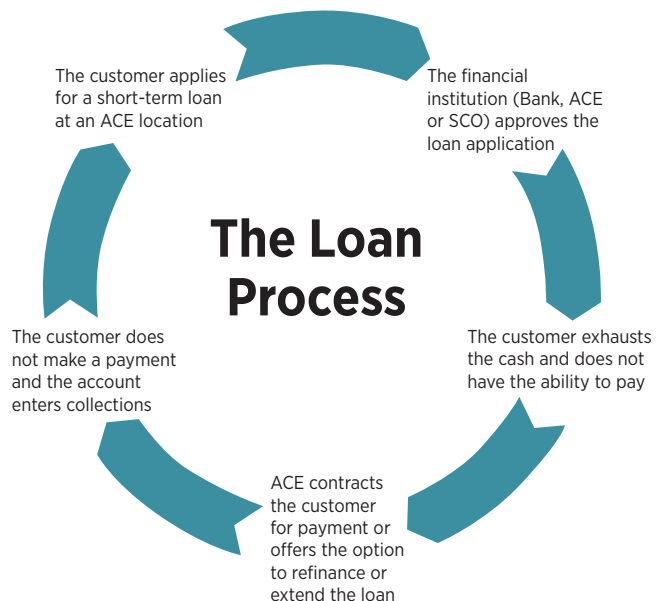 The customer applies
for a short-term loan
at an ACE location
The financial
institution (Bank, ACE
or SCO) approves the
loan application
The Loan
Process
The customer exhausts
the cash and does not
have the ability to pay
ACE contracts
the customer
for payment or
offers the option
to refinance or
extend the loan
The customer does
not make a payment
and the account
enters collections